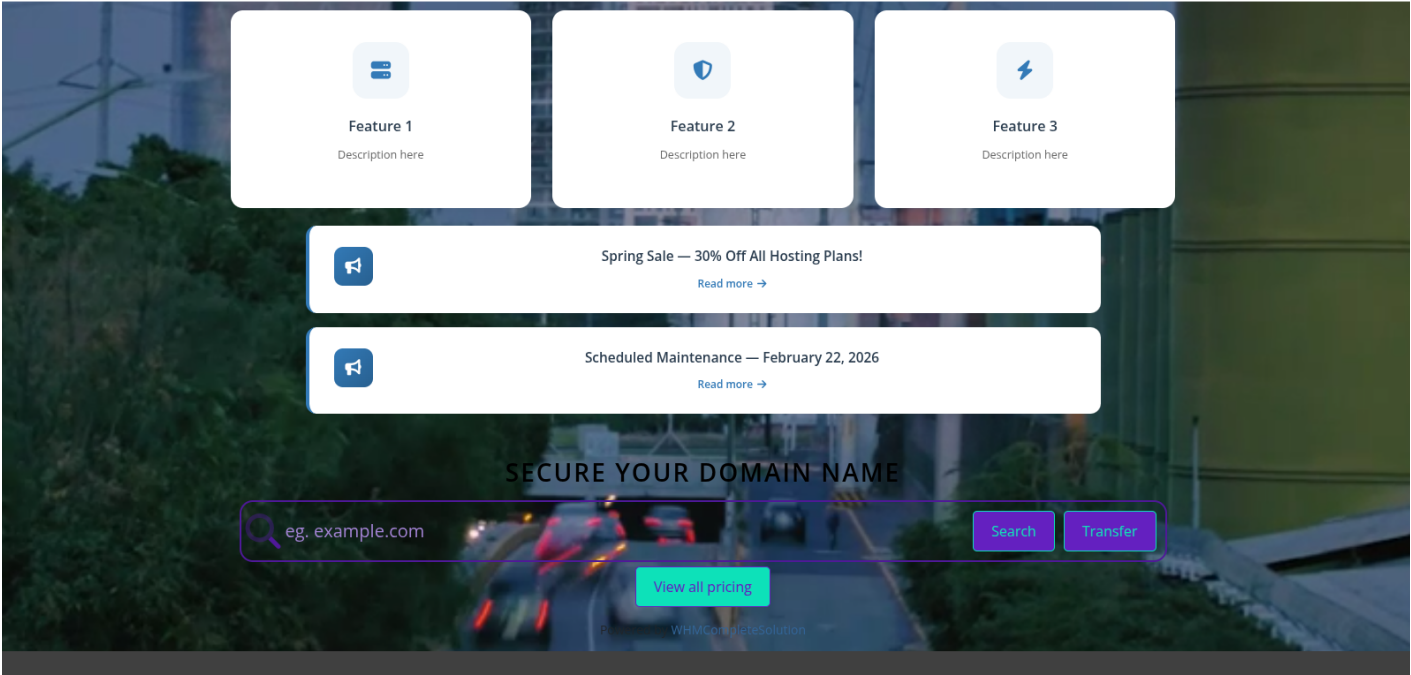 Feature 1
Description here
Feature 2
Description here
Feature 3
Description here
Spring Sale — 30% Off All Hosting Plans!
Read more →
Scheduled Maintenance — February 22, 2026
Read more →
SECURE YOUR DOMAIN NAME
eg. example.com
Search
Transfer
View all pricing
WHMCompleteSolution